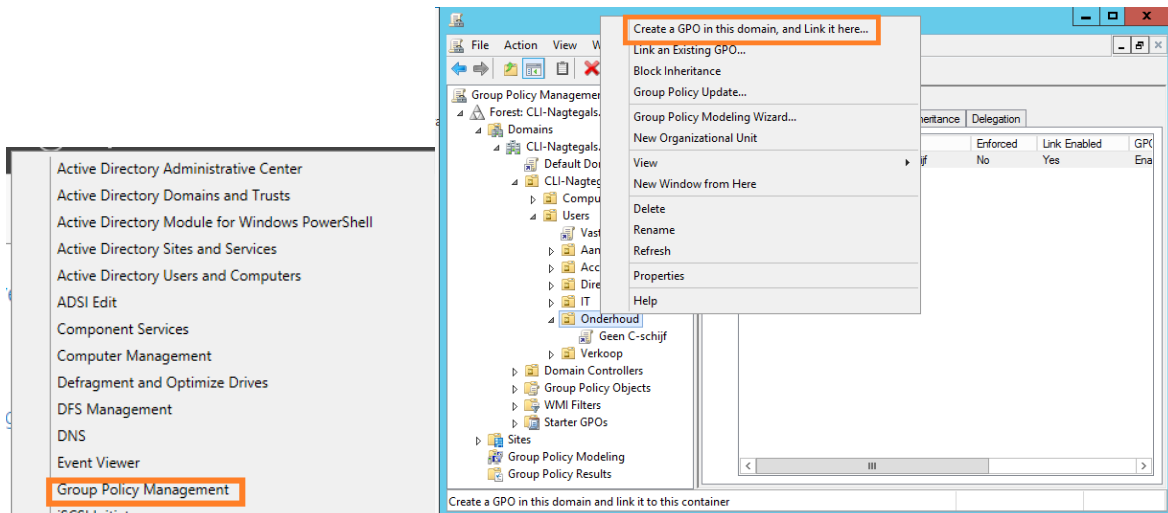 Active Directory Administrative Center
Active Directory Domains and Trusts
Active Directory Module for Windows PowerShell
Active Directory Sites and Services
Active Directory Users and Computers
ADSI Edit
Component Services
Computer Management
Defragment and Optimize Drives
DFS Management
DNS
Event Viewer
Group Policy Management
File Action View W
Group Policy Managemer
Forest: CLI-Nagtegals.
Domains
CLI-Nagtegals.
Default Dor
CLI-Nagteg
Compu
Users
Vast
Aan
Acc
Dire
IT
Onderhoud
Geen C-schijf
Verkoop
Domain Controllers
Group Policy Objects
WMI Filters
Starter GPOs
Sites
Group Policy Modeling
Group Policy Results
Create a GPO in this domain, and Link it here...
Link an Existing GPO...
Block Inheritance
Group Policy Update...
Group Policy Modeling Wizard...
New Organizational Unit
View
New Window from Here
Delete
Rename
Refresh
Properties
Help
heritance Delegation
Enforced Link Enabled GPO
jf No Yes Ena
Create a GPO in this domain and link it to this container